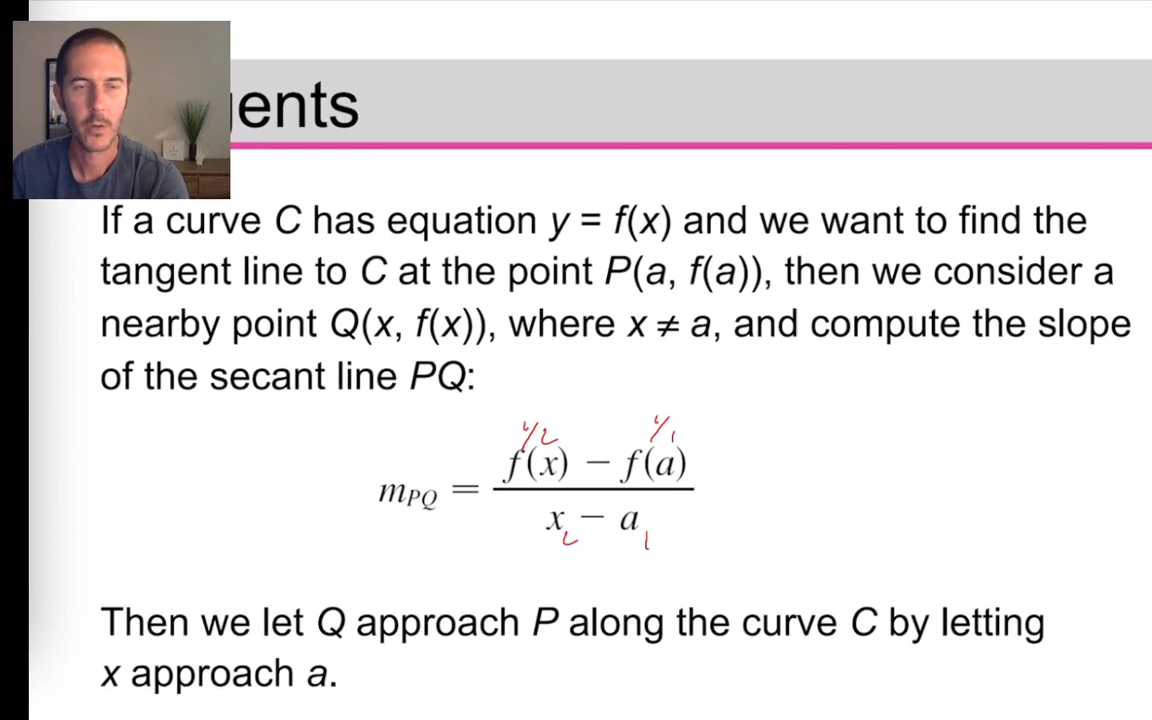 ents
If a curve C has equation y = f(x) and we want to find the
tangent line to C at the point P(a, f(a)), then we consider a
nearby point Q(x, f(x)), where x ≠ a, and compute the slope
of the secant line PQ:
y₂ y₁
m_PQ = (f(x) − f(a)) / (x − a)
₂ ₁
Then we let Q approach P along the curve C by letting
x approach a.